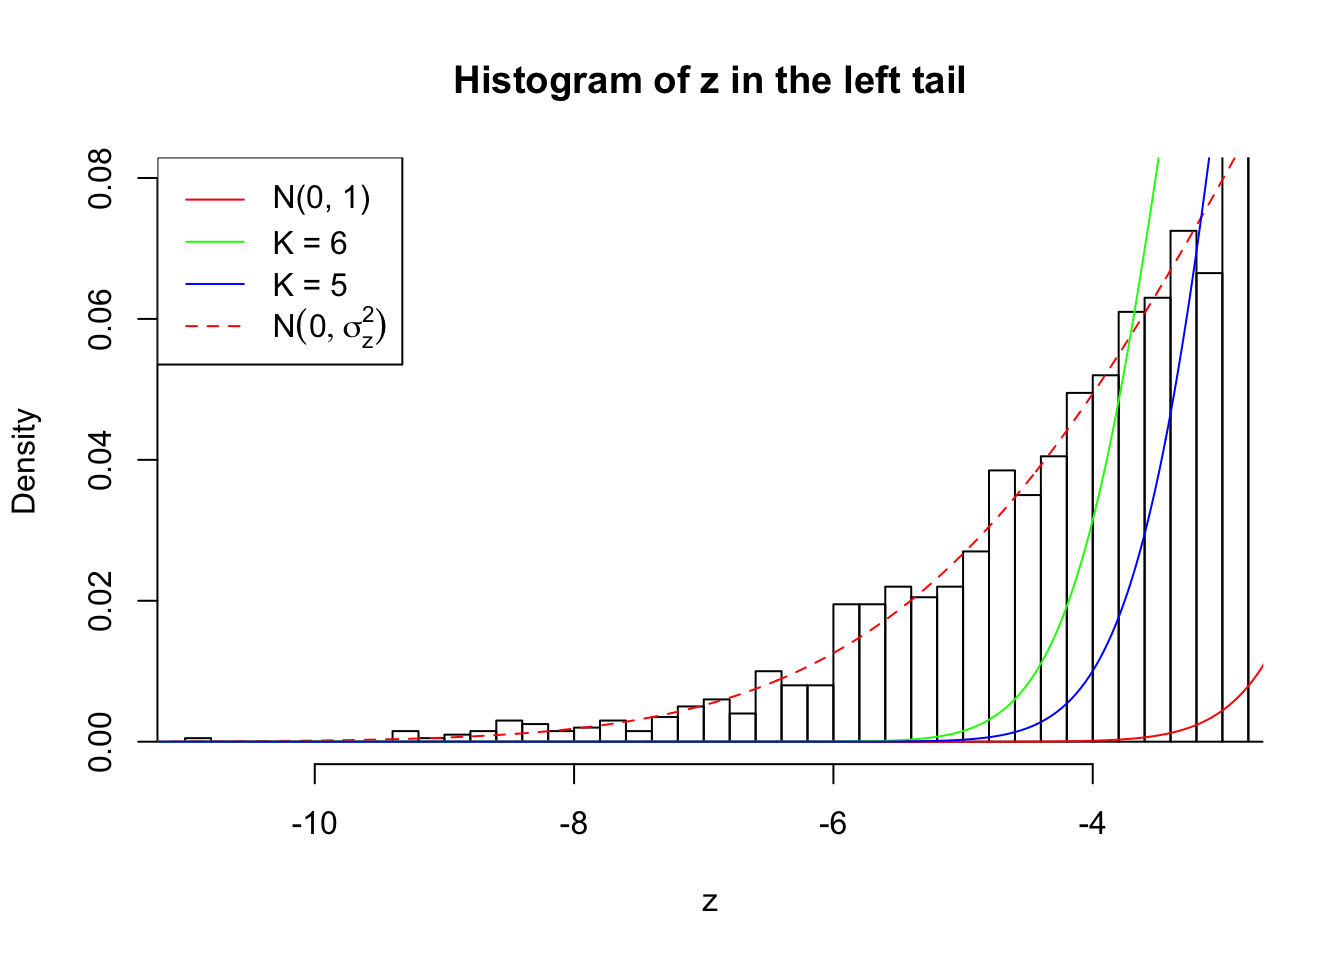 Histogram of z in the left tail
N(0, 1)
K = 6
K = 5
N(0, σz²)
Density
0.00
0.02
0.04
0.06
0.08
-10
-8
-6
-4
z